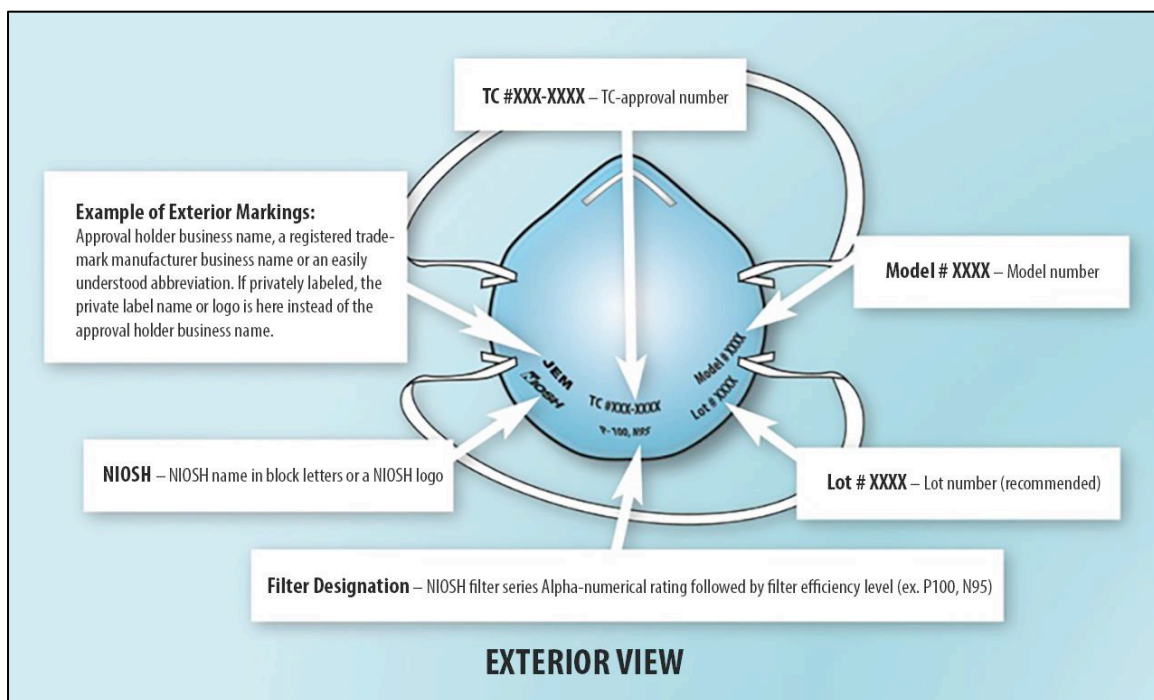 TC #XXX-XXXX – TC-approval number
Example of Exterior Markings:
Approval holder business name, a registered trade-
mark manufacturer business name or an easily
understood abbreviation. If privately labeled, the
private label name or logo is here instead of the
approval holder business name.
Model # XXXX – Model number
JEM
NIOSH
TC #XXX-XXXX
P-100, N95
Model # XXXX
Lot # XXXX
NIOSH – NIOSH name in block letters or a NIOSH logo
Lot # XXXX – Lot number (recommended)
Filter Designation – NIOSH filter series Alpha-numerical rating followed by filter efficiency level (ex. P100, N95)
EXTERIOR VIEW